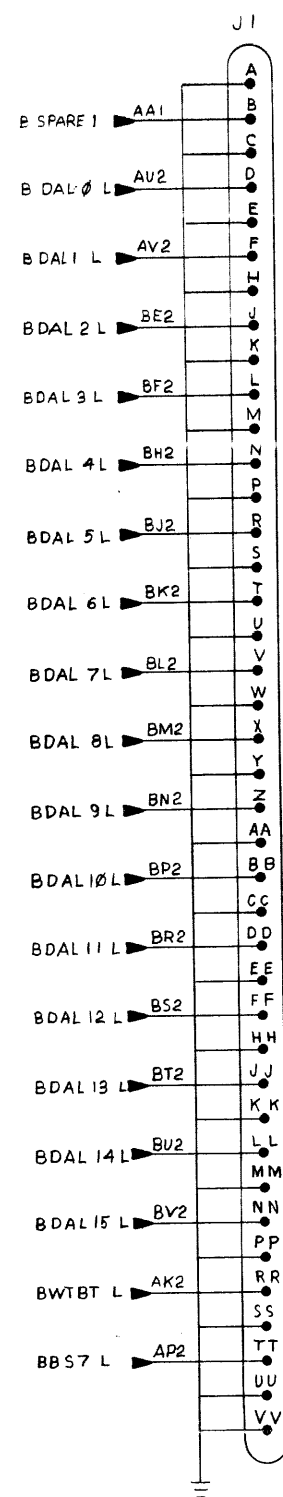 J1
A
B SPARE 1 AA1 B
C
B DAL Ø L AU2 D
E
B DAL1 L AV2 F
H
BDAL 2 L BE2 J
K
BDAL 3 L BF2 L
M
BDAL 4 L BH2 N
P
BDAL 5 L BJ2 R
S
BDAL 6 L BK2 T
U
BDAL 7 L BL2 V
W
BDAL 8 L BM2 X
Y
BDAL 9 L BN2 Z
AA
BDAL 1Ø L BP2 BB
CC
BDAL 11 L BR2 DD
EE
BDAL 12 L BS2 FF
HH
BDAL 13 L BT2 JJ
KK
BDAL 14 L BU2 LL
MM
BDAL 15 L BV2 NN
PP
BWTBT L AK2 RR
SS
BBS7 L AP2 TT
UU
VV